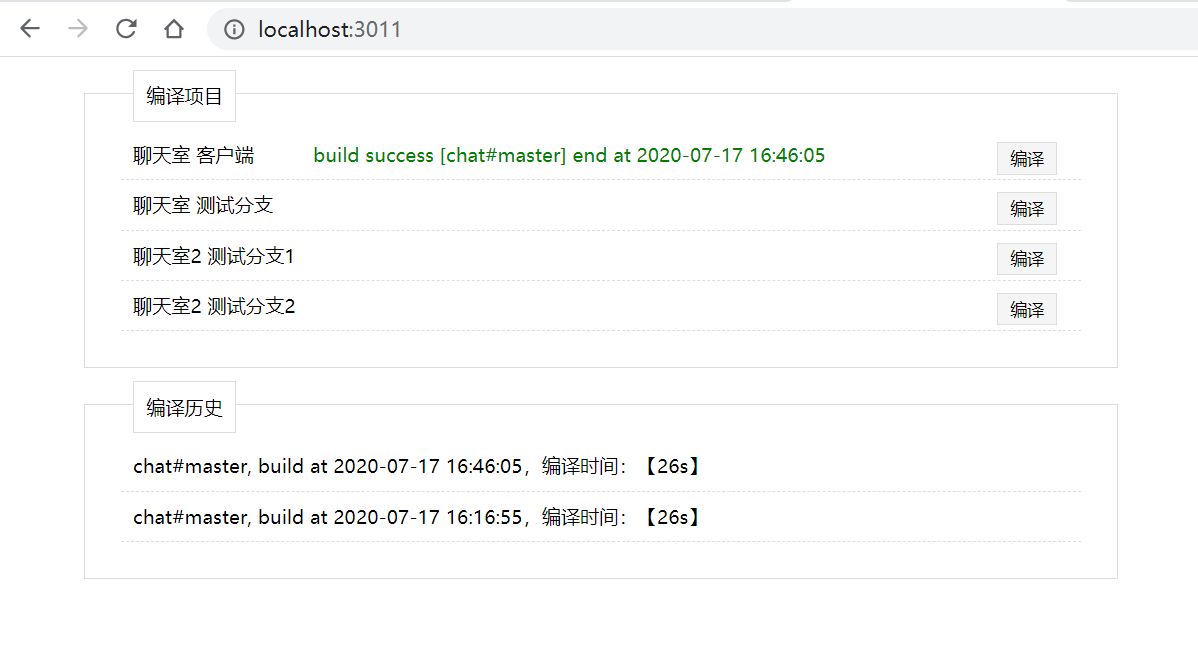 localhost:3011
编译项目
聊天室 客户端 build success [chat#master] end at 2020-07-17 16:46:05 编译
聊天室 测试分支 编译
聊天室2 测试分支1 编译
聊天室2 测试分支2 编译
编译历史
chat#master, build at 2020-07-17 16:46:05，编译时间：【26s】
chat#master, build at 2020-07-17 16:16:55，编译时间：【26s】